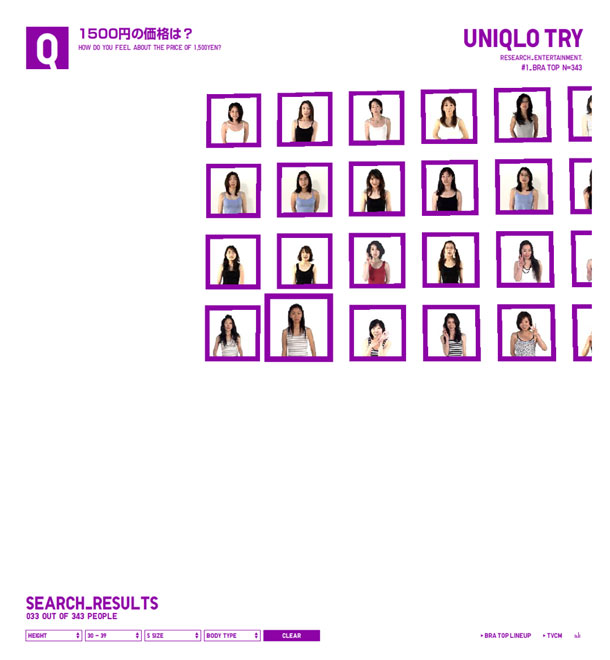 Q
1500円の価格は？
HOW DO YOU FEEL ABOUT THE PRICE OF 1,500YEN?
UNIQLO TRY
RESEARCH_ENTERTAINMENT.
#1_BRA TOP N=343
SEARCH_RESULTS
033 OUT OF 343 PEOPLE
HEIGHT
30 - 39
S SIZE
BODY TYPE
CLEAR
BRA TOP LINEUP
TVCM